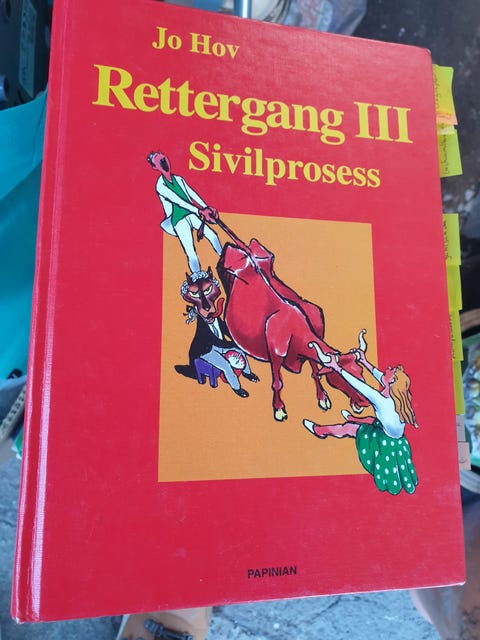 Jo Hov
Rettergang III
Sivilprosess
PAPINIAN